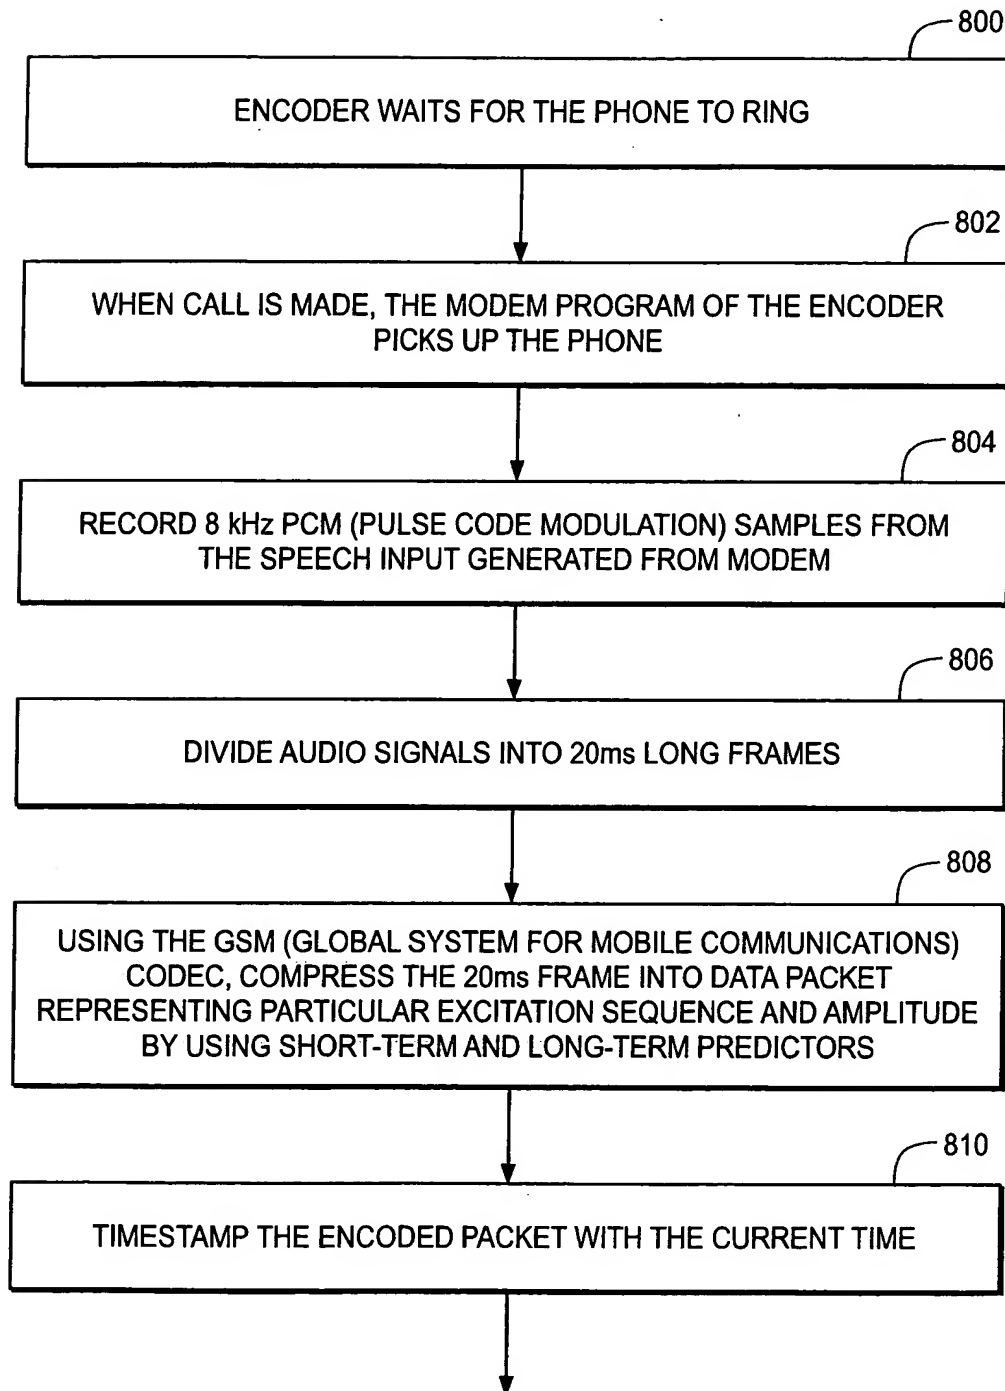 800
ENCODER WAITS FOR THE PHONE TO RING
802
WHEN CALL IS MADE, THE MODEM PROGRAM OF THE ENCODER
PICKS UP THE PHONE
804
RECORD 8 kHz PCM (PULSE CODE MODULATION) SAMPLES FROM
THE SPEECH INPUT GENERATED FROM MODEM
806
DIVIDE AUDIO SIGNALS INTO 20ms LONG FRAMES
808
USING THE GSM (GLOBAL SYSTEM FOR MOBILE COMMUNICATIONS)
CODEC, COMPRESS THE 20ms FRAME INTO DATA PACKET
REPRESENTING PARTICULAR EXCITATION SEQUENCE AND AMPLITUDE
BY USING SHORT-TERM AND LONG-TERM PREDICTORS
810
TIMESTAMP THE ENCODED PACKET WITH THE CURRENT TIME